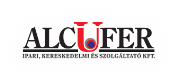 ALCUFER
IPARI, KERESKEDELMI ÉS SZOLGÁLTATÓ KFT.